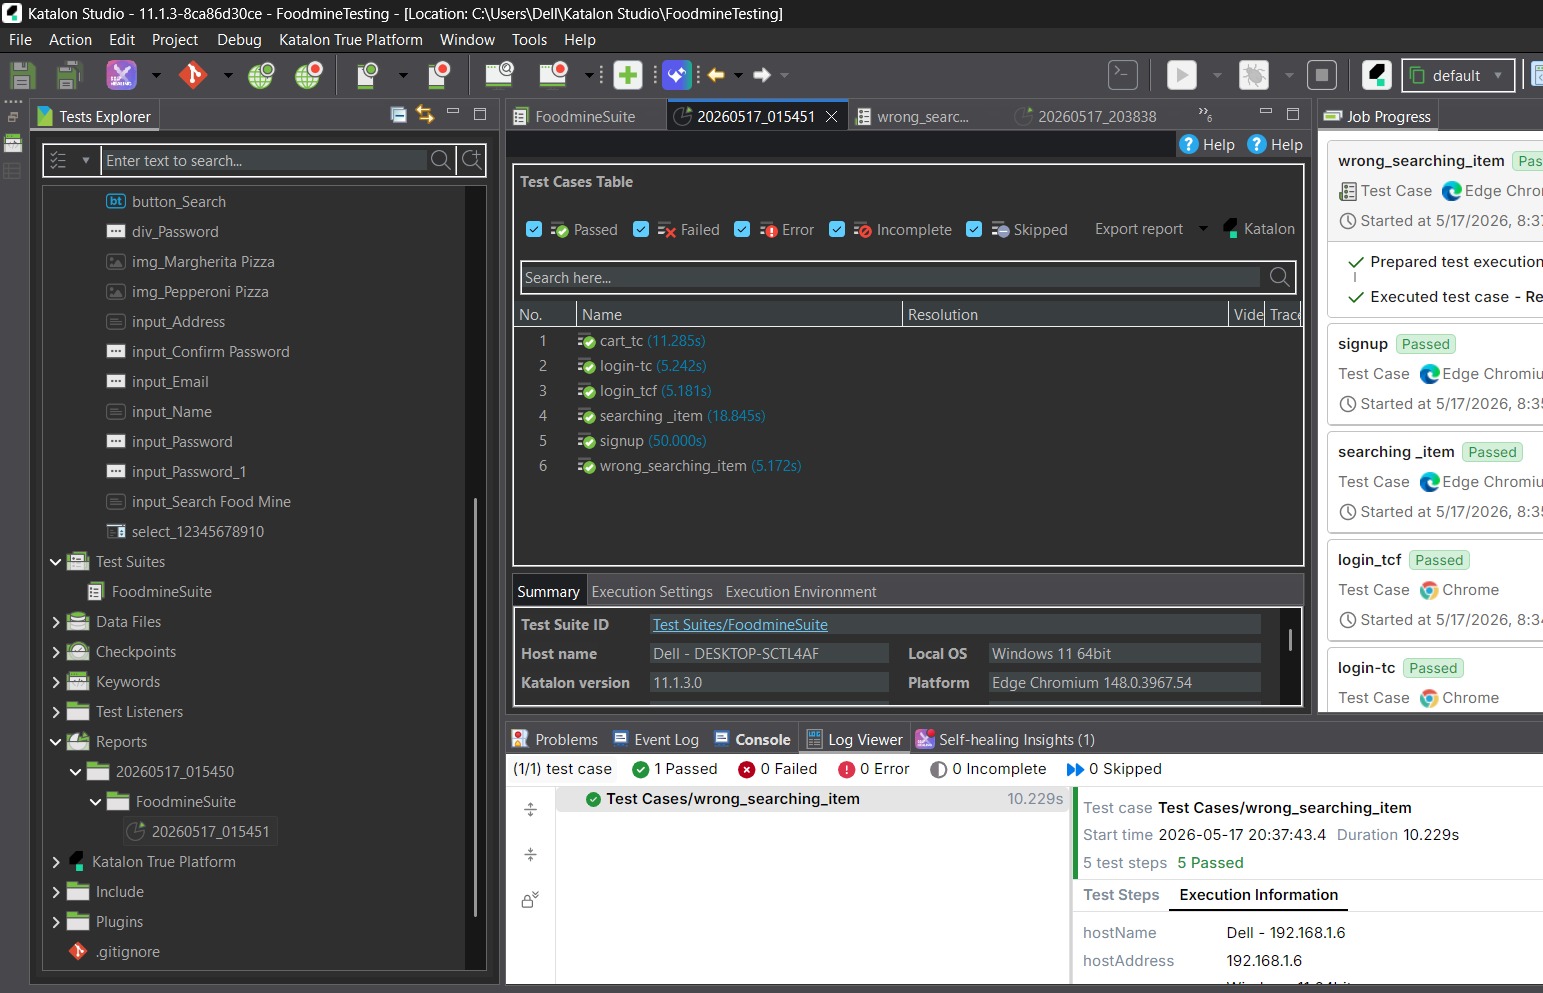 Katalon Studio - 11.1.3-8ca86d30ce - FoodmineTesting - [Location: C:\Users\Dell\Katalon Studio\FoodmineTesting]
File Action Edit Project Debug Katalon True Platform Window Tools Help
default
Tests Explorer
Enter text to search...
button_Search
div_Password
img_Margherita Pizza
img_Pepperoni Pizza
input_Address
input_Confirm Password
input_Email
input_Name
input_Password
input_Password_1
input_Search Food Mine
select_12345678910
Test Suites
FoodmineSuite
Data Files
Checkpoints
Keywords
Test Listeners
Reports
20260517_015450
FoodmineSuite
20260517_015451
Katalon True Platform
Include
Plugins
.gitignore
FoodmineSuite 20260517_015451 wrong_searc... 20260517_203838 »6
Help Help
Test Cases Table
Passed Failed Error Incomplete Skipped Export report Katalon
Search here...
No. Name Resolution Vide Trace
1 cart_tc (11.285s)
2 login-tc (5.242s)
3 login_tcf (5.181s)
4 searching _item (18.845s)
5 signup (50.000s)
6 wrong_searching_item (5.172s)
Summary Execution Settings Execution Environment
Test Suite ID Test Suites/FoodmineSuite
Host name Dell - DESKTOP-SCTL4AF Local OS Windows 11 64bit
Katalon version 11.1.3.0 Platform Edge Chromium 148.0.3967.54
Job Progress
wrong_searching_item Pas
Test Case Edge Chro
Started at 5/17/2026, 8:37
Prepared test execution
Executed test case - Re
signup Passed
Test Case Edge Chromiu
Started at 5/17/2026, 8:35
searching _item Passed
Test Case Edge Chromiu
Started at 5/17/2026, 8:35
login_tcf Passed
Test Case Chrome
Started at 5/17/2026, 8:34
login-tc Passed
Test Case Chrome
Problems Event Log Console Log Viewer Self-healing Insights (1)
(1/1) test case 1 Passed 0 Failed 0 Error 0 Incomplete 0 Skipped
Test Cases/wrong_searching_item 10.229s
Test case Test Cases/wrong_searching_item
Start time 2026-05-17 20:37:43.4 Duration 10.229s
5 test steps 5 Passed
Test Steps Execution Information
hostName Dell - 192.168.1.6
hostAddress 192.168.1.6